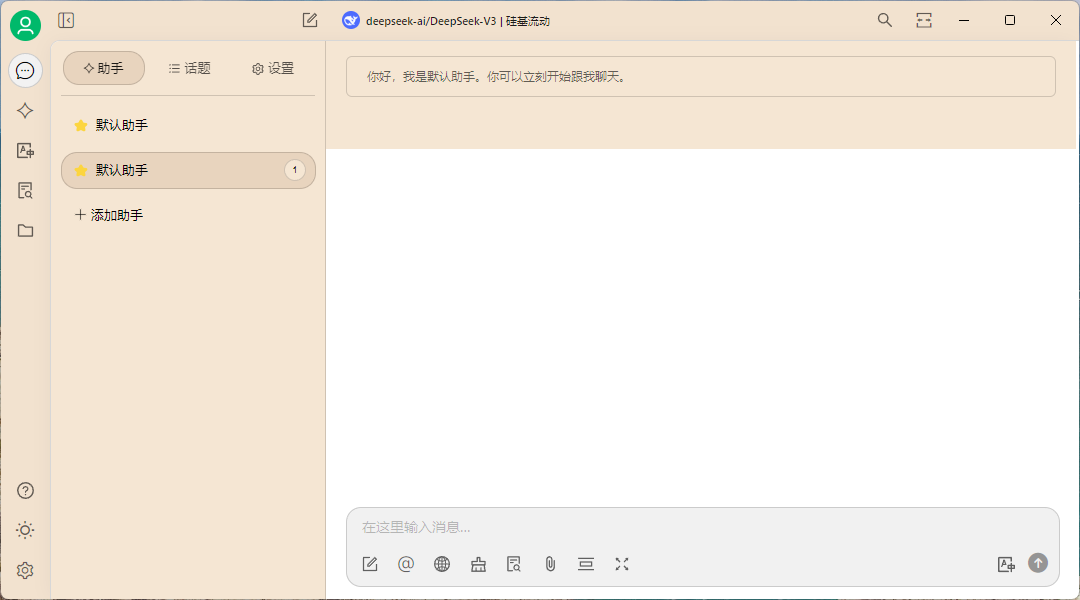 deepseek-ai/DeepSeek-V3 | 硅基流动
助手 话题 设置
默认助手
默认助手 1
添加助手
你好，我是默认助手。你可以立刻开始跟我聊天。
在这里输入消息...